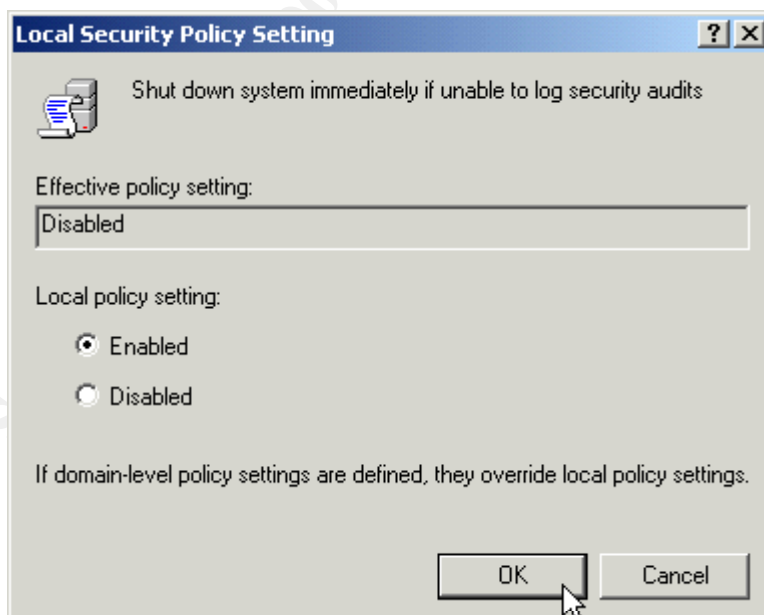 Local Security Policy Setting
Shut down system immediately if unable to log security audits
Effective policy setting:
Disabled
Local policy setting:
Enabled
Disabled
If domain-level policy settings are defined, they override local policy settings.
OK
Cancel